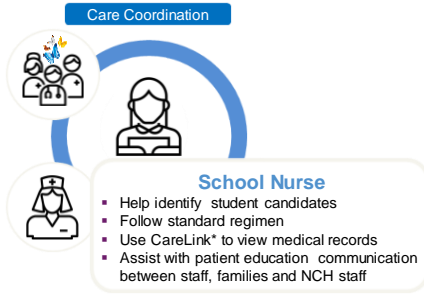 Care Coordination
School Nurse
▪ Help identify student candidates
▪ Follow standard regimen
▪ Use CareLink* to view medical records
▪ Assist with patient education communication
between staff, families and NCH staff